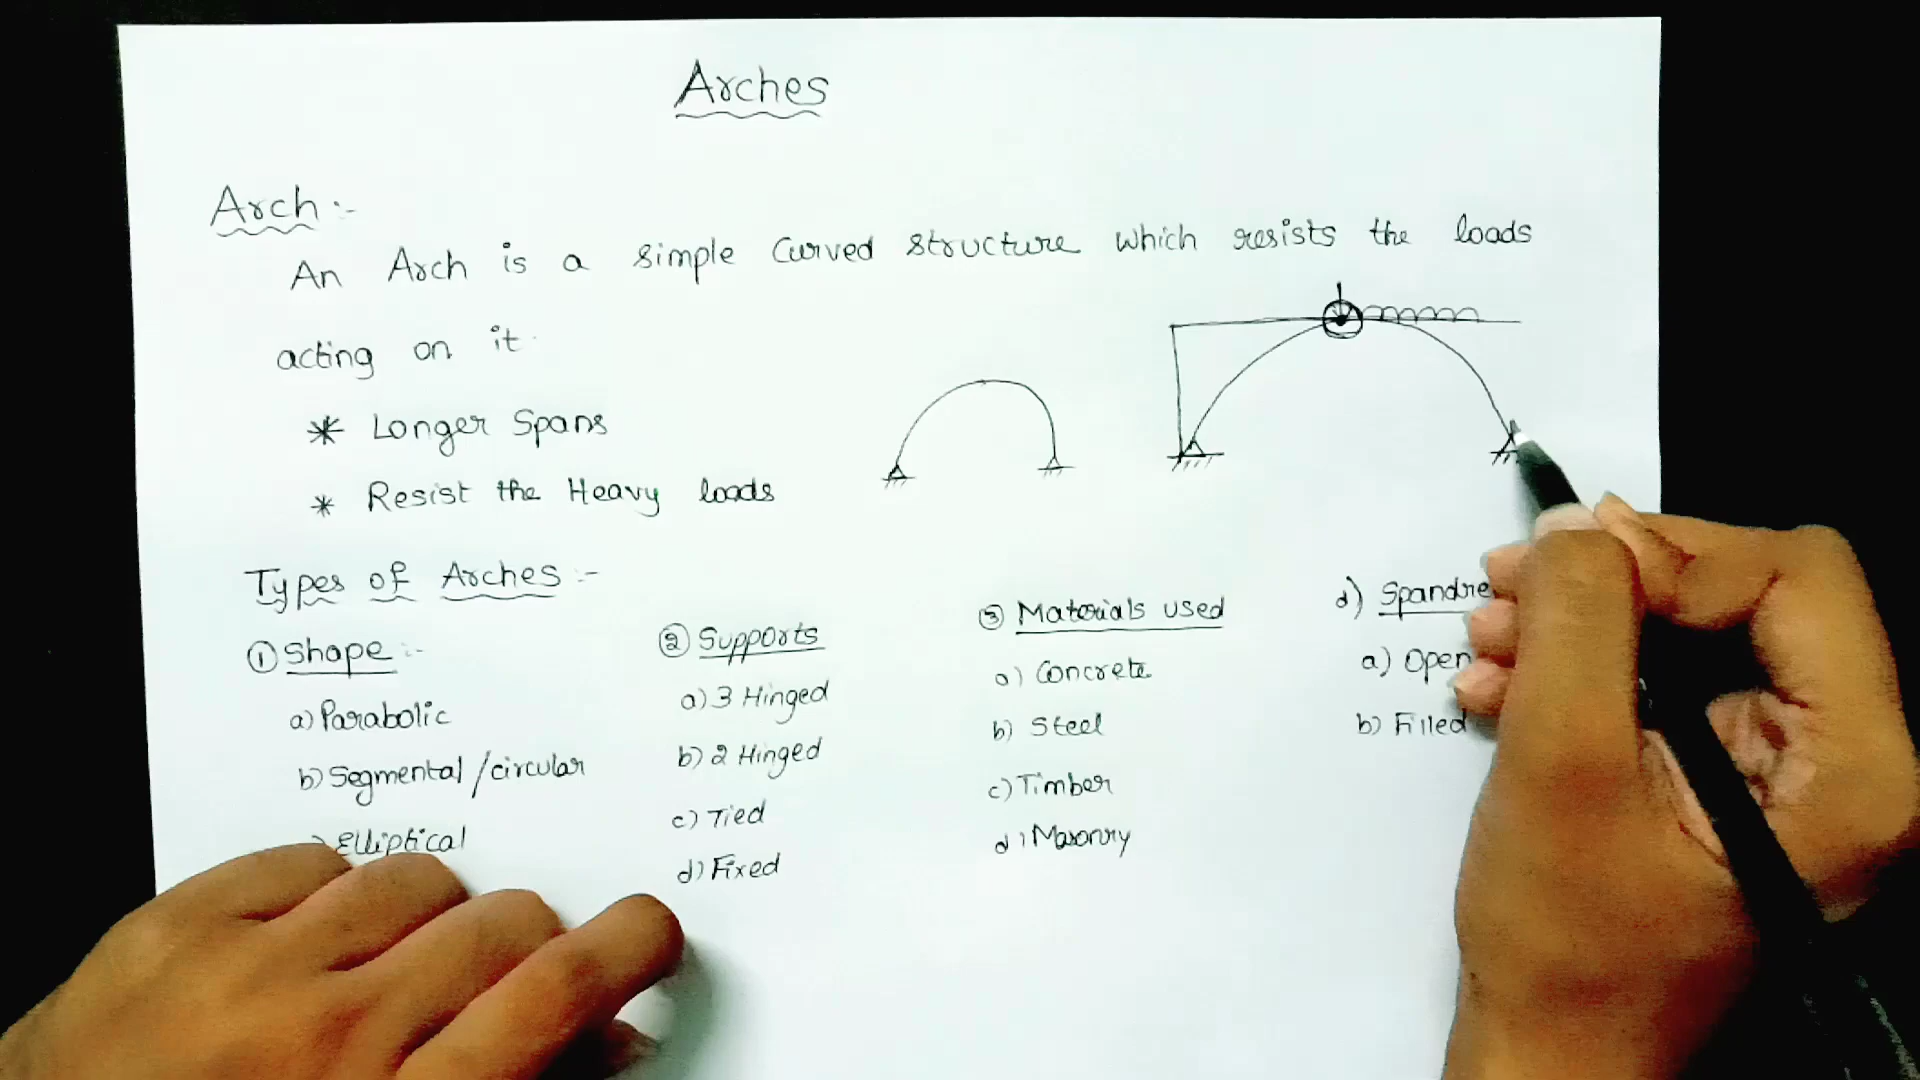 Arches
Arch :-
An Arch is a simple Curved structure which resists the loads
acting on it.
* Longer Spans
* Resist the Heavy loads
Types of Arches :-
① Shape :-
a) Parabolic
b) Segmental / circular
Elliptical
② Supports
a) 3 Hinged
b) 2 Hinged
c) Tied
d) Fixed
③ Materials used
a) Concrete
b) Steel
c) Timber
d) Masonry
d) Spandre
a) Open
b) Filled